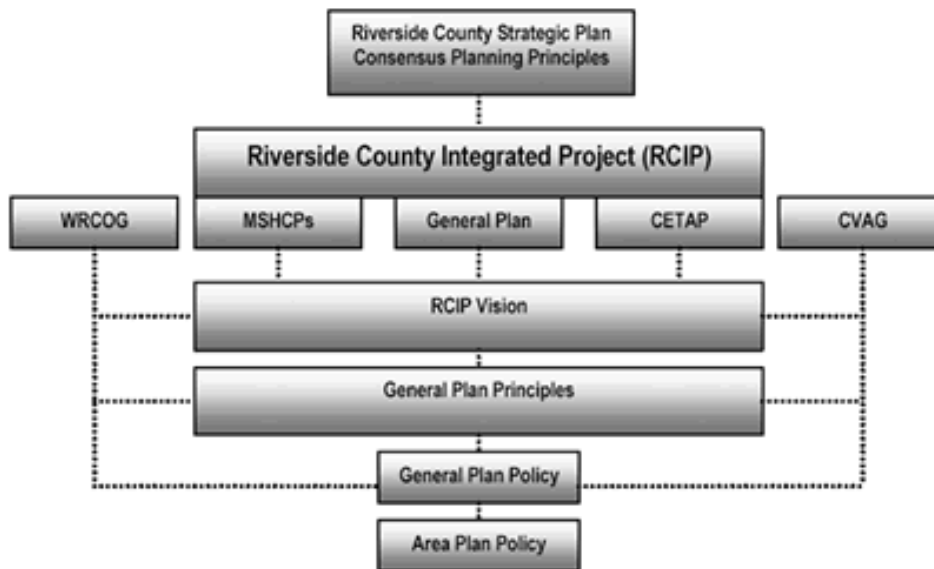 Riverside County Strategic Plan
Consensus Planning Principles
Riverside County Integrated Project (RCIP)
WRCOG
MSHCPs
General Plan
CETAP
CVAG
RCIP Vision
General Plan Principles
General Plan Policy
Area Plan Policy